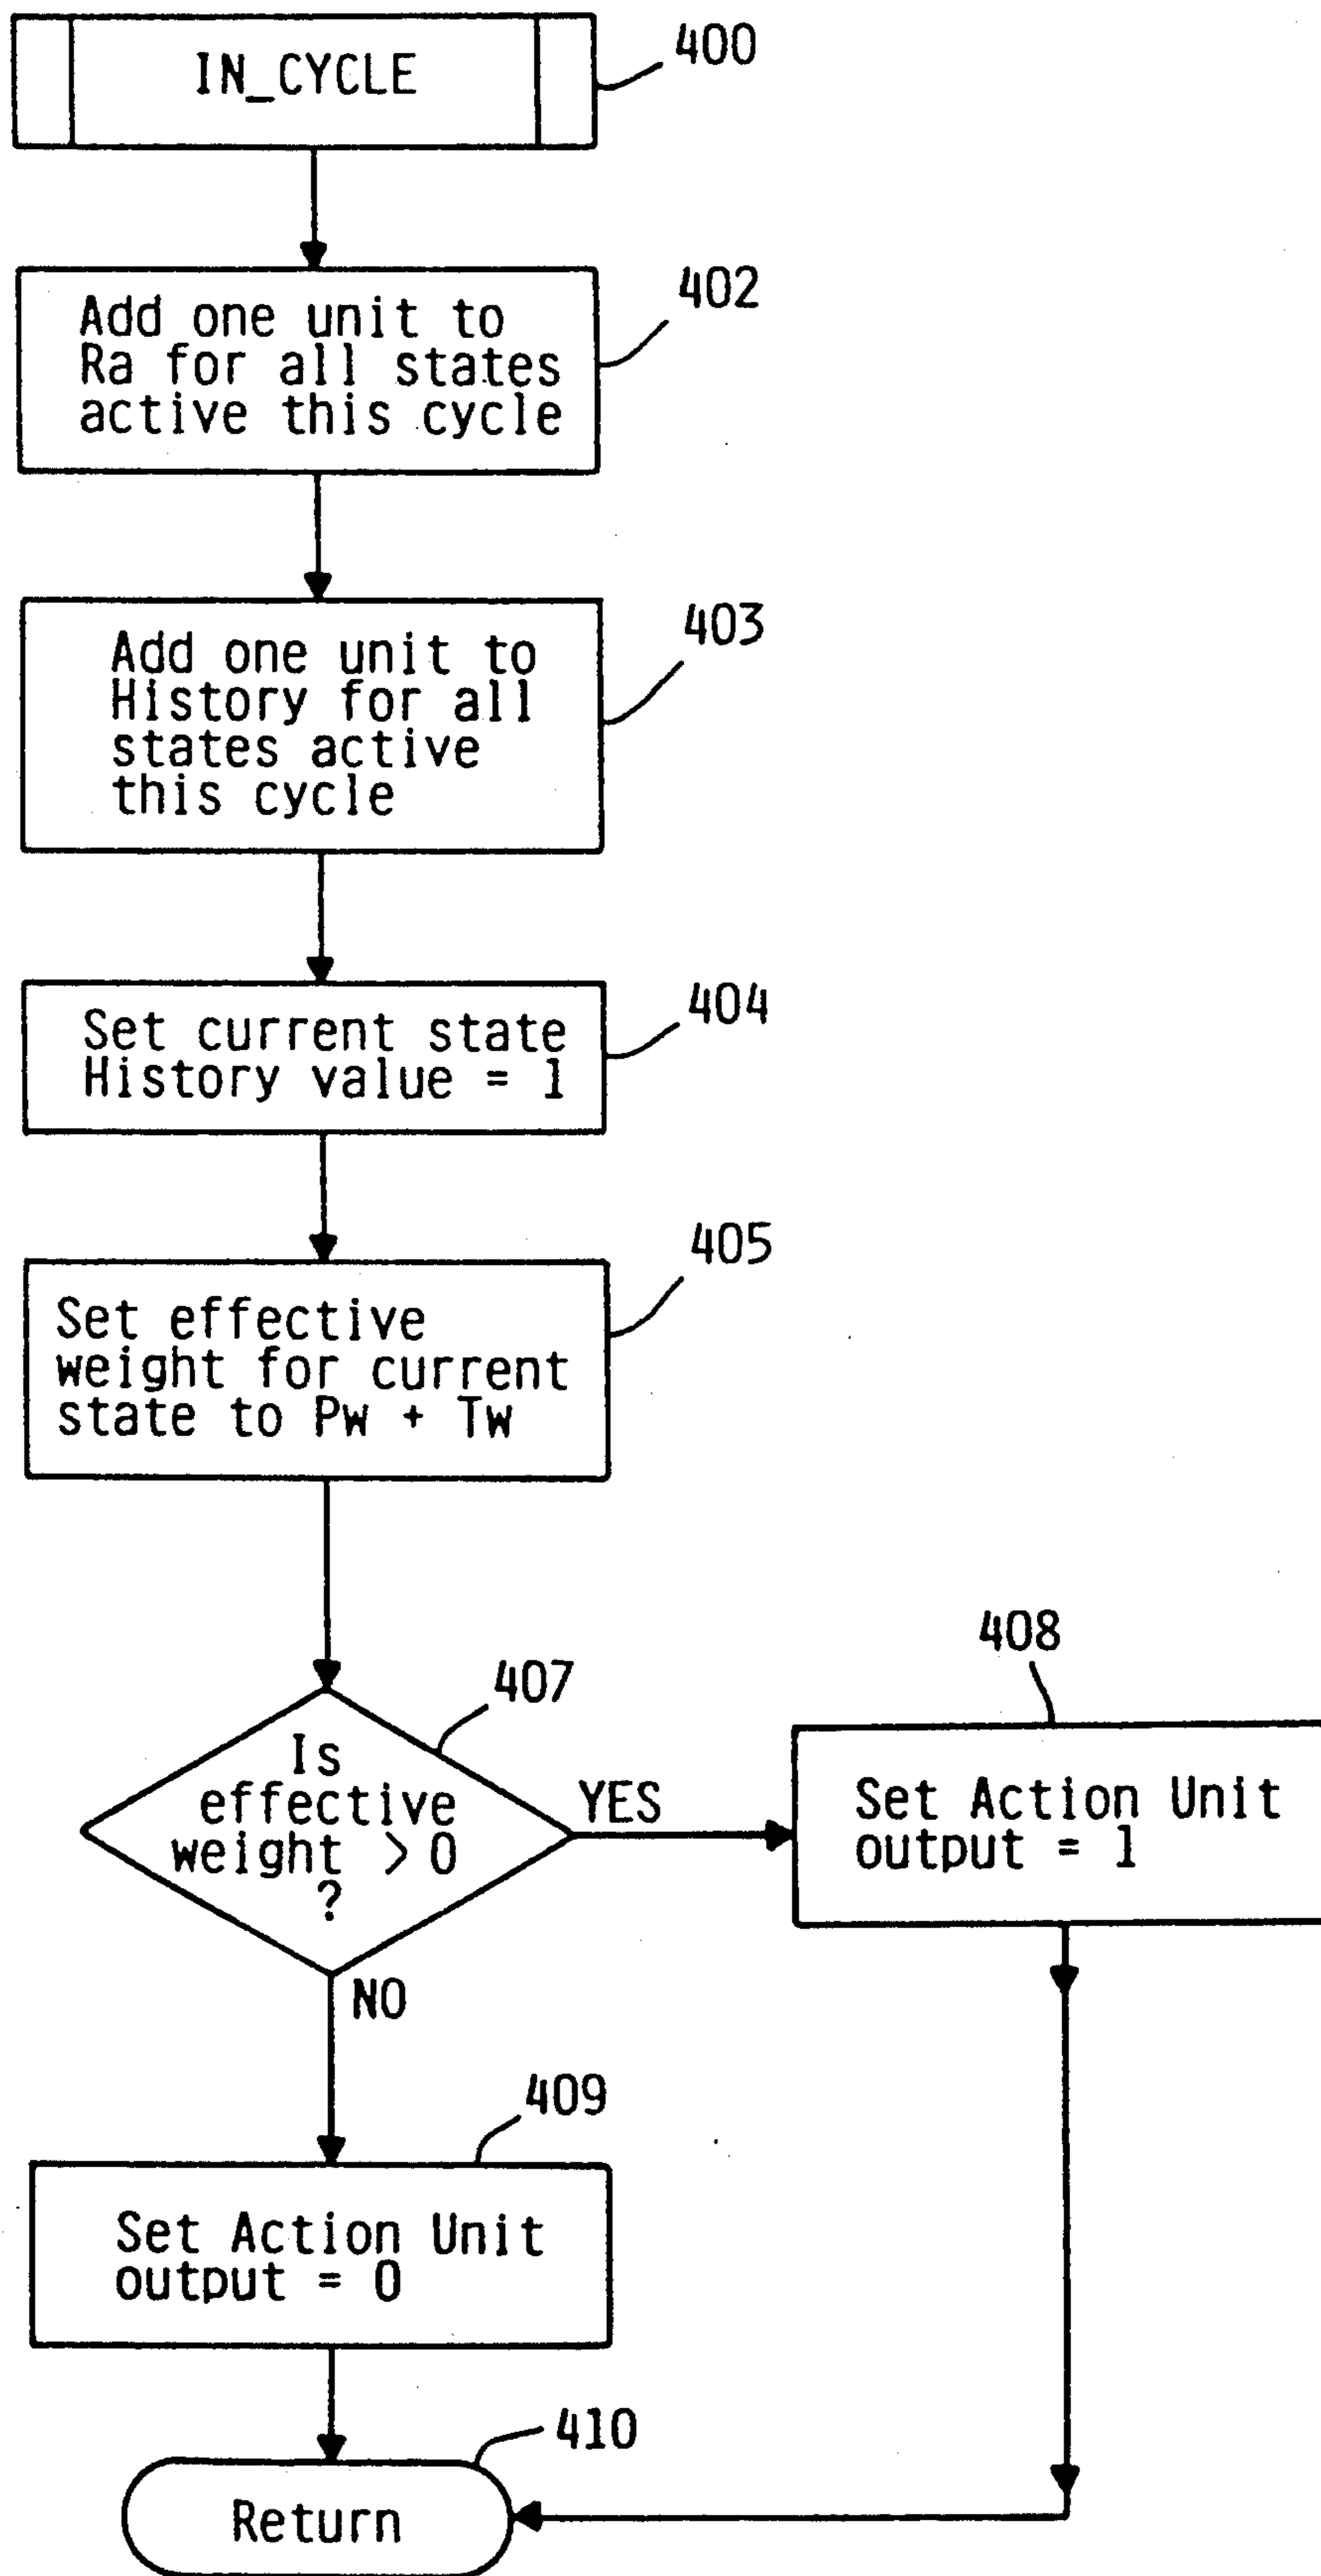 IN_CYCLE
400
Add one unit to
Ra for all states
active this cycle
402
Add one unit to
History for all
states active
this cycle
403
Set current state
History value = 1
404
Set effective
weight for current
state to Pw + Tw
405
Is
effective
weight > 0
?
407
YES
NO
408
Set Action Unit
output = 1
409
Set Action Unit
output = 0
410
Return